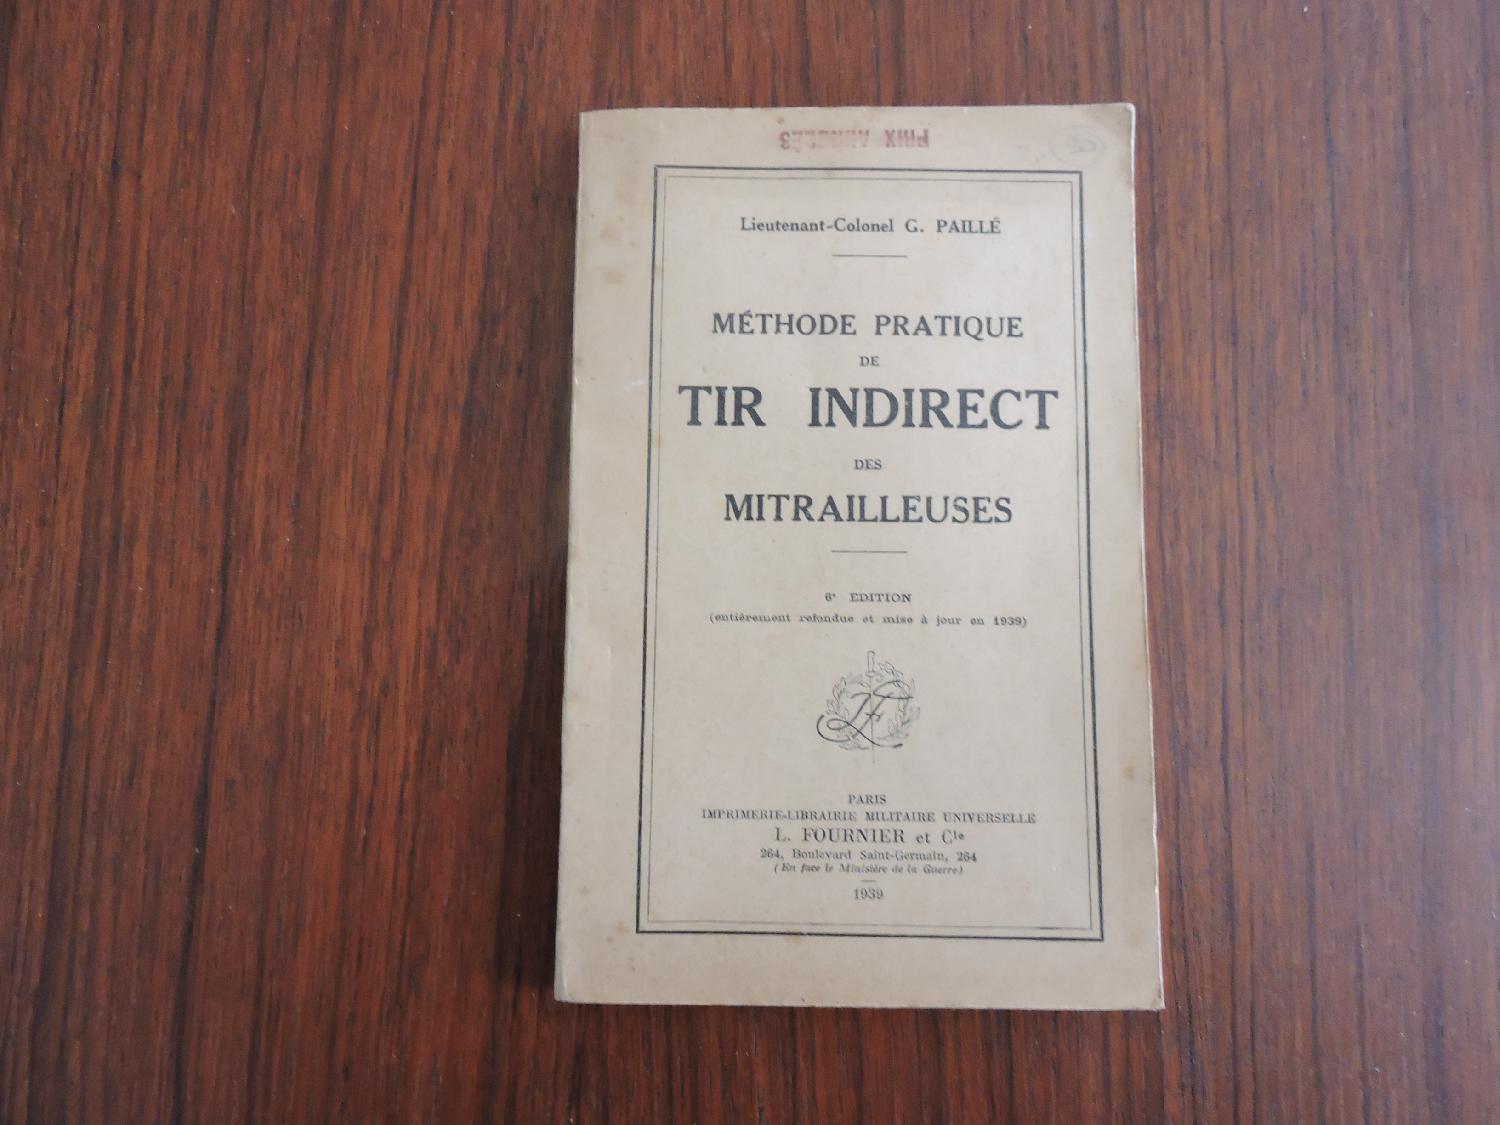 Lieutenant-Colonel G. PAILLÉ
MÉTHODE PRATIQUE
DE
TIR INDIRECT
DES
MITRAILLEUSES
6e EDITION
(entièrement refondue et mise à jour en 1939)
LF
PARIS
IMPRIMERIE-LIBRAIRIE MILITAIRE UNIVERSELLE
L. FOURNIER et Cie
264, Boulevard Saint-Germain, 264
(En face le Ministère de la Guerre)
1939
PRIX